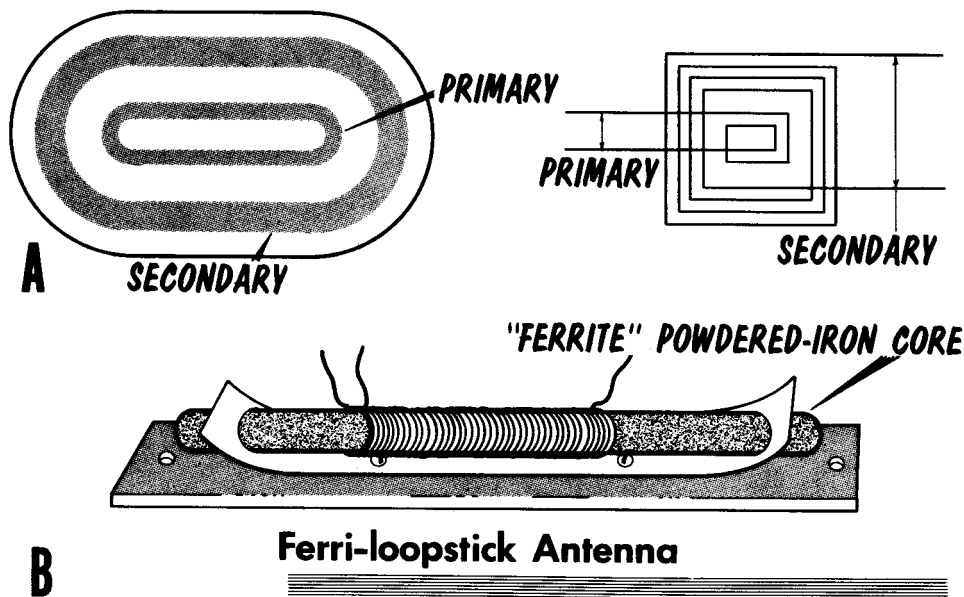 PRIMARY
SECONDARY
PRIMARY
SECONDARY
A
"FERRITE" POWDERED-IRON CORE
Ferri-loopstick Antenna
B